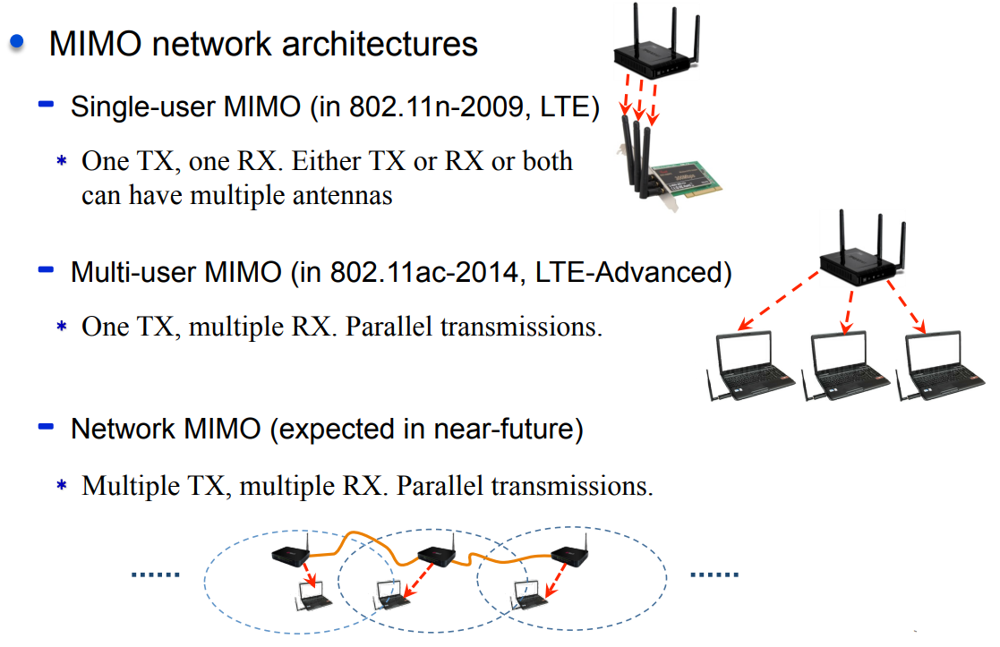 MIMO network architectures
Single-user MIMO (in 802.11n-2009, LTE)
* One TX, one RX. Either TX or RX or both
can have multiple antennas
Multi-user MIMO (in 802.11ac-2014, LTE-Advanced)
* One TX, multiple RX. Parallel transmissions.
Network MIMO (expected in near-future)
* Multiple TX, multiple RX. Parallel transmissions.